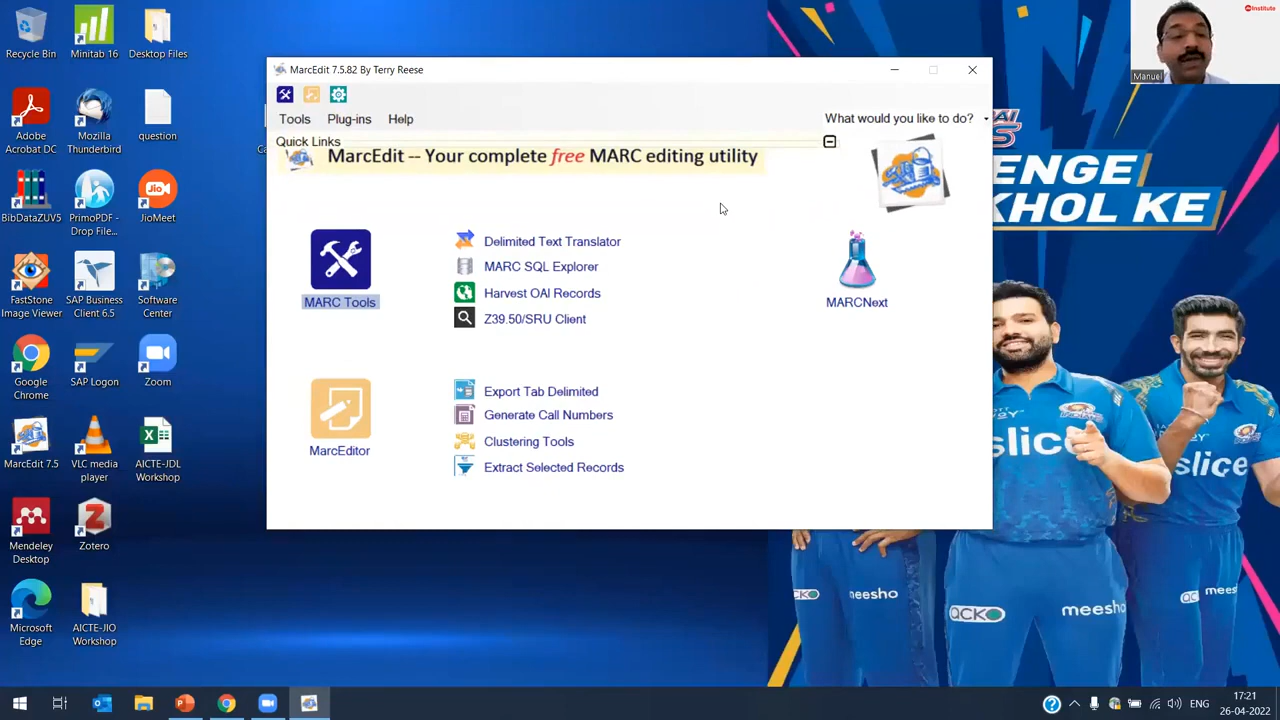 Recycle Bin
Minitab 16
Desktop Files
Adobe
Acrobat DC
Mozilla
Thunderbird
question
BibDataZUV5
PrimoPDF -
Drop File...
JioMeet
FastStone
Image Viewer
SAP Business
Client 6.5
Software
Center
Google
Chrome
SAP Logon
Zoom
MarcEdit 7.5
VLC media
player
AICTE-JDL
Workshop
Mendeley
Desktop
Zotero
Microsoft
Edge
AICTE-JIO
Workshop
MarcEdit 7.5.82 By Terry Reese
Tools
Plug-ins
Help
What would you like to do?
Quick Links
MarcEdit -- Your complete free MARC editing utility
MARC Tools
Delimited Text Translator
MARC SQL Explorer
Harvest OAI Records
Z39.50/SRU Client
MARCNext
MarcEditor
Export Tab Delimited
Generate Call Numbers
Clustering Tools
Extract Selected Records
Manuel
Institute
ENGE
KHOL KE
slice
slice
ACKO
meesho
ACKO
meesho
mees
ENG
17:21
26-04-2022